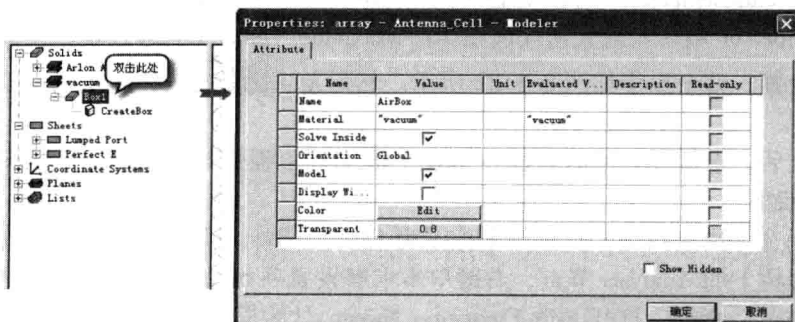 Solids
Arlon A
双击此处
vacuum
Box1
CreateBox
Sheets
Lumped Port
Perfect E
Coordinate Systems
Planes
Lists
Properties: array - Antenna_Cell - Modeler
Attribute
Name Value Unit Evaluated V... Description Read-only
Name AirBox
Material "vacuum" "vacuum"
Solve Inside
Orientation Global
Model
Display Wi...
Color Edit
Transparent 0.8
Show Hidden
确定 取消